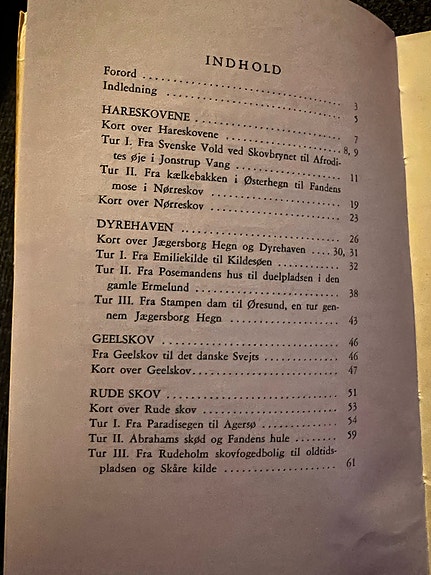 INDHOLD
Forord . . . . . . . . . . . . . . . . . . . . . . . . . . . . . . 3
Indledning . . . . . . . . . . . . . . . . . . . . . . . . . . . . 5
HARESKOVENE . . . . . . . . . . . . . . . . . . . . . . . . 7
Kort over Hareskovene . . . . . . . . . . . . . . . . . . 8, 9
Tur I. Fra Svenske Vold ved Skovbrynet til Afrodi-
tes øje i Jonstrup Vang . . . . . . . . . . . . . . . . . . 11
Tur II. Fra kælkebakken i Østerhegn til Fandens
mose i Nørreskov . . . . . . . . . . . . . . . . . . . . . . 19
Kort over Nørreskov . . . . . . . . . . . . . . . . . . . . 23
DYREHAVEN . . . . . . . . . . . . . . . . . . . . . . . . . . 26
Kort over Jægersborg Hegn og Dyrehaven . . . . 30, 31
Tur I. Fra Emiliekilde til Kildesøen . . . . . . . . . . 32
Tur II. Fra Posemandens hus til duelpladsen i den
gamle Ermelund . . . . . . . . . . . . . . . . . . . . . . . 38
Tur III. Fra Stampen dam til Øresund, en tur gen-
nem Jægersborg Hegn . . . . . . . . . . . . . . . . . . 43
GEELSKOV . . . . . . . . . . . . . . . . . . . . . . . . . . . 46
Fra Geelskov til det danske Svejts . . . . . . . . . . . 46
Kort over Geelskov . . . . . . . . . . . . . . . . . . . . . 47
RUDE SKOV . . . . . . . . . . . . . . . . . . . . . . . . . . 51
Kort over Rude skov . . . . . . . . . . . . . . . . . . . . 53
Tur I. Fra Paradisegen til Agersø . . . . . . . . . . . 54
Tur II. Abrahams skød og Fandens hule . . . . . . . 59
Tur III. Fra Rudeholm skovfogedbolig til oldtids-
pladsen og Skåre kilde . . . . . . . . . . . . . . . . . . 61